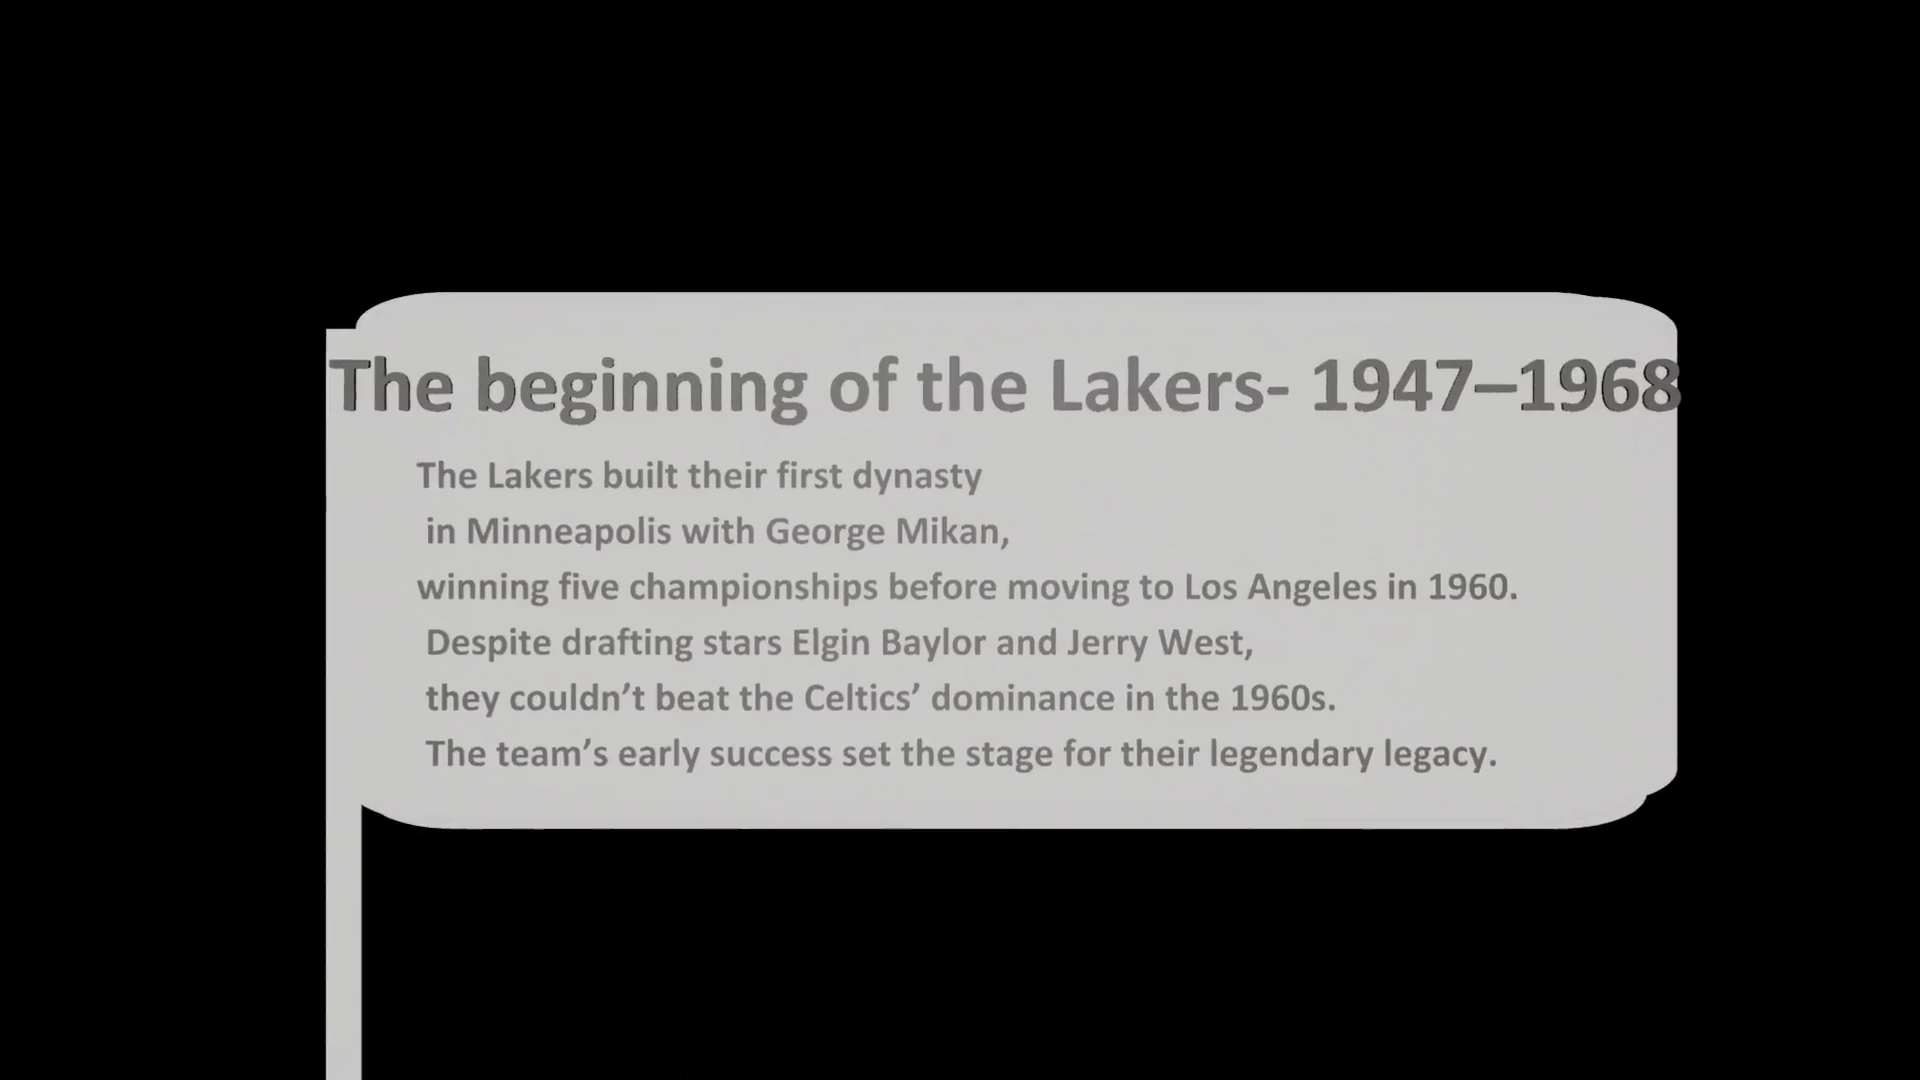 The beginning of the Lakers- 1947–1968
The Lakers built their first dynasty
in Minneapolis with George Mikan,
winning five championships before moving to Los Angeles in 1960.
Despite drafting stars Elgin Baylor and Jerry West,
they couldn’t beat the Celtics’ dominance in the 1960s.
The team’s early success set the stage for their legendary legacy.